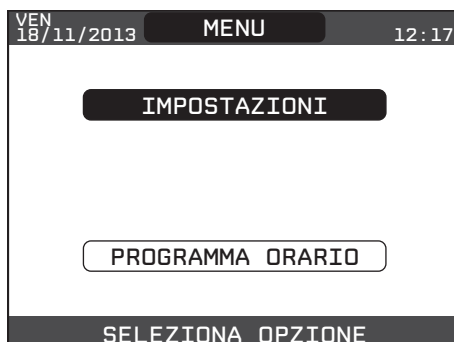 VEN
18/11/2013 MENU 12:17
IMPOSTAZIONI
PROGRAMMA ORARIO
SELEZIONA OPZIONE